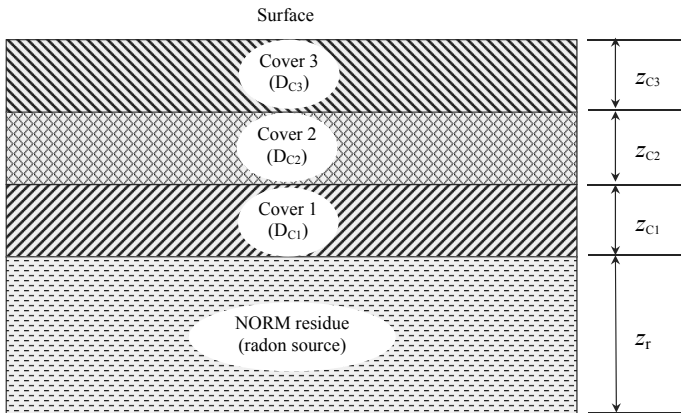 Surface
Cover 3
(D_C3)
z_C3
Cover 2
(D_C2)
z_C2
Cover 1
(D_C1)
z_C1
NORM residue
(radon source)
z_r